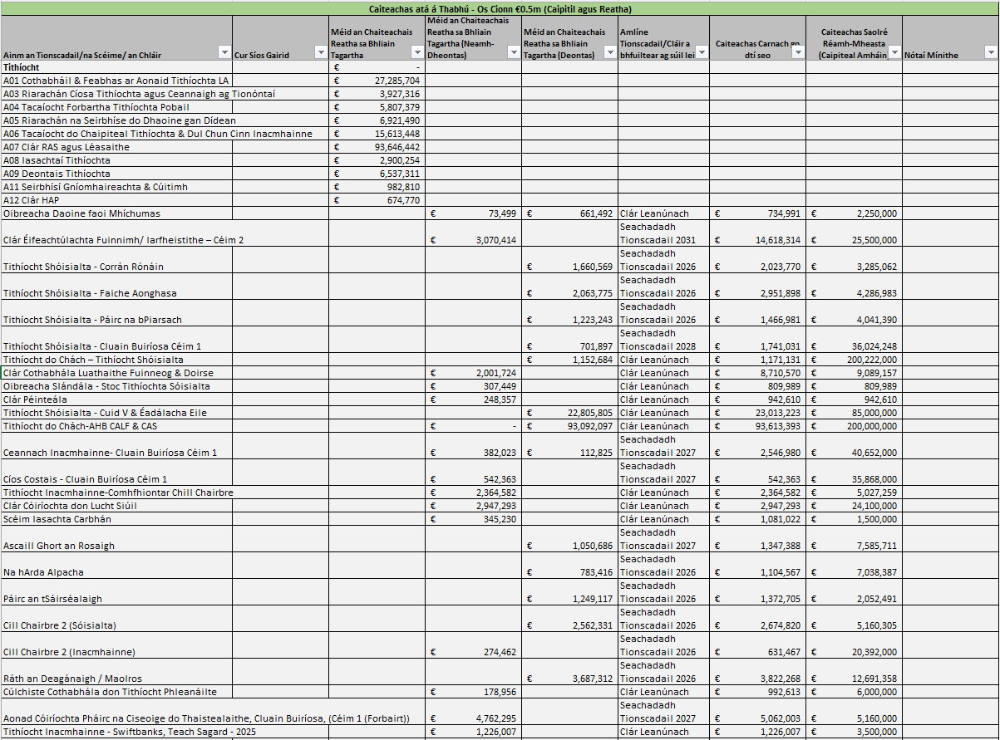 Caiteachas atá á Thabhú - Os Cionn €0.5m (Caipitil agus Reatha)
Ainm an Tionscadail/na Scéime/ an Chláir Cur Síos Gairid Méid an Chaiteachais Reatha sa Bhliain Tagartha Méid an Chaiteachais Reatha sa Bhliain Tagartha (Neamh-Dheontas) Méid an Chaiteachais Reatha sa Bhliain Tagartha (Deontas) Amlíne Tionscadail/Cláir a bhfuiltear ag súil lei Caiteachas Carnach go dtí seo Caiteachas Saolré Réamh-Mheasta (Caipiteal Amháin) Nótaí Mínithe
Tithíocht € -
A01 Cothabháil & Feabhas ar Aonaid Tithíochta LA € 27,285,704
A03 Riarachán Cíosa Tithíochta agus Ceannaigh ag Tionóntaí € 3,927,316
A04 Tacaíocht Forbartha Tithíochta Pobail € 5,807,379
A05 Riarachán na Seirbhíse do Dhaoine gan Dídean € 6,921,490
A06 Tacaíocht do Chaipiteal Tithíochta & Dul Chun Cinn Inacmhainne € 15,613,448
A07 Clár RAS agus Léasaithe € 93,646,442
A08 Iasachtaí Tithíochta € 2,900,254
A09 Deontais Tithíochta € 6,537,311
A11 Seirbhísí Gníomhaireachta & Cúitimh € 982,810
A12 Clár HAP € 674,770
Oibreacha Daoine faoi Mhíchumas € 73,499 € 661,492 Clár Leanúnach € 734,991 € 2,250,000
Clár Éifeachtúlachta Fuinnimh/ Iarfheistithe – Céim 2 € 3,070,414 Seachadadh Tionscadail 2031 € 14,618,314 € 25,500,000
Tithíocht Shóisialta - Corrán Rónáin € 1,660,569 Seachadadh Tionscadail 2026 € 2,023,770 € 3,285,062
Tithíocht Shóisialta - Faiche Aonghasa € 2,063,775 Seachadadh Tionscadail 2026 € 2,951,898 € 4,286,983
Tithíocht Shóisialta - Páirc na bPiarsach € 1,223,243 Seachadadh Tionscadail 2026 € 1,466,981 € 4,041,390
Tithíocht Shóisialta - Cluain Buiríosa Céim 1 € 701,897 Seachadadh Tionscadail 2028 € 1,741,031 € 36,024,248
Tithíocht do Chách – Tithíocht Shóisialta € 1,152,684 Clár Leanúnach € 1,171,131 € 200,222,000
Clár Cothabhála Luathaithe Fuinneog & Doirse € 2,001,724 Clár Leanúnach € 8,710,570 € 9,089,157
Oibreacha Slándála - Stoc Tithíochta Sóisialta € 307,449 Clár Leanúnach € 809,989 € 809,989
Clár Péinteála € 248,357 Clár Leanúnach € 942,610 € 942,610
Tithíocht Shóisialta - Cuid V & Éadálacha Eile € 22,805,805 Clár Leanúnach € 23,013,223 € 85,000,000
Tithíocht do Chách-AHB CALF & CAS € - € 93,092,097 Clár Leanúnach € 93,613,393 € 200,000,000
Ceannach Inacmhainne- Cluain Buiríosa Céim 1 € 382,023 € 112,825 Seachadadh Tionscadail 2027 € 2,546,980 € 40,652,000
Cíos Costais - Cluain Buiríosa Céim 1 € 542,363 Seachadadh Tionscadail 2027 € 542,363 € 35,868,000
Tithíocht Inacmhainne-Comhfhiontar Chill Chairbre € 2,364,582 Clár Leanúnach € 2,364,582 € 5,027,259
Clár Cóiríochta don Lucht Siúil € 2,947,293 Clár Leanúnach € 2,947,293 € 24,100,000
Scéim Iasachta Carbhán € 345,230 Clár Leanúnach € 1,081,022 € 1,500,000
Ascaill Ghort an Rosaigh € 1,050,686 Seachadadh Tionscadail 2027 € 1,347,388 € 7,585,711
Na hArda Alpacha € 783,416 Seachadadh Tionscadail 2026 € 1,104,567 € 7,038,387
Páirc an tSáirséalaigh € 1,249,117 Seachadadh Tionscadail 2026 € 1,372,705 € 2,052,491
Cill Chairbre 2 (Sóisialta) € 2,562,331 Seachadadh Tionscadail 2026 € 2,674,820 € 5,160,305
Cill Chairbre 2 (Inacmhainne) € 274,462 Seachadadh Tionscadail 2026 € 631,467 € 20,392,000
Ráth an Deagánaigh / Maolros € 3,687,312 Seachadadh Tionscadail 2026 € 3,822,268 € 12,691,358
Cúlchiste Cothabhála don Tithíocht Phleanáilte € 178,956 Clár Leanúnach € 992,613 € 6,000,000
Aonad Cóiríochta Pháirc na Ciseoige do Thaistealaithe, Cluain Buiríosa, (Céim 1 (Forbairt)) € 4,762,295 Seachadadh Tionscadail 2027 € 5,062,003 € 5,160,000
Tithíocht Inacmhainne - Swiftbanks, Teach Sagard - 2025 € 1,226,007 Clár Leanúnach € 1,226,007 € 3,500,000